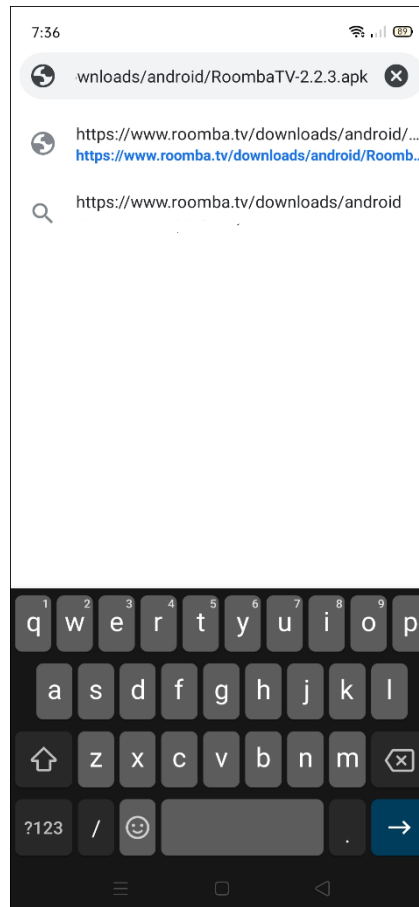 7:36
89
wnloads/android/RoombaTV-2.2.3.apk
https://www.roomba.tv/downloads/android/...
https://www.roomba.tv/downloads/android/Roomb...
https://www.roomba.tv/downloads/android
1 2 3 4 5 6 7 8 9
q w e r t y u i o p
a s d f g h j k l
z x c v b n m
?123 / .